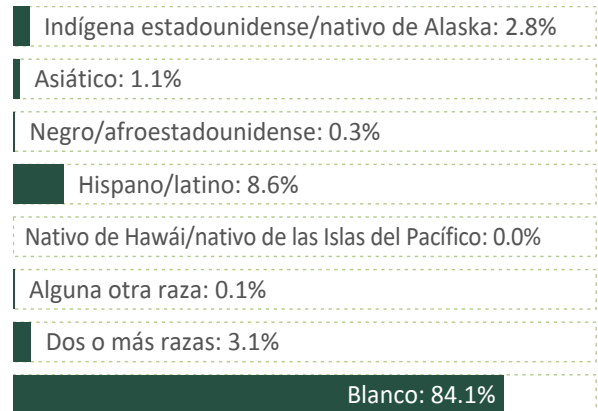 Indígena estadounidense/nativo de Alaska: 2.8%
Asiático: 1.1%
Negro/afroestadounidense: 0.3%
Hispano/latino: 8.6%
Nativo de Hawái/nativo de las Islas del Pacífico: 0.0%
Alguna otra raza: 0.1%
Dos o más razas: 3.1%
Blanco: 84.1%